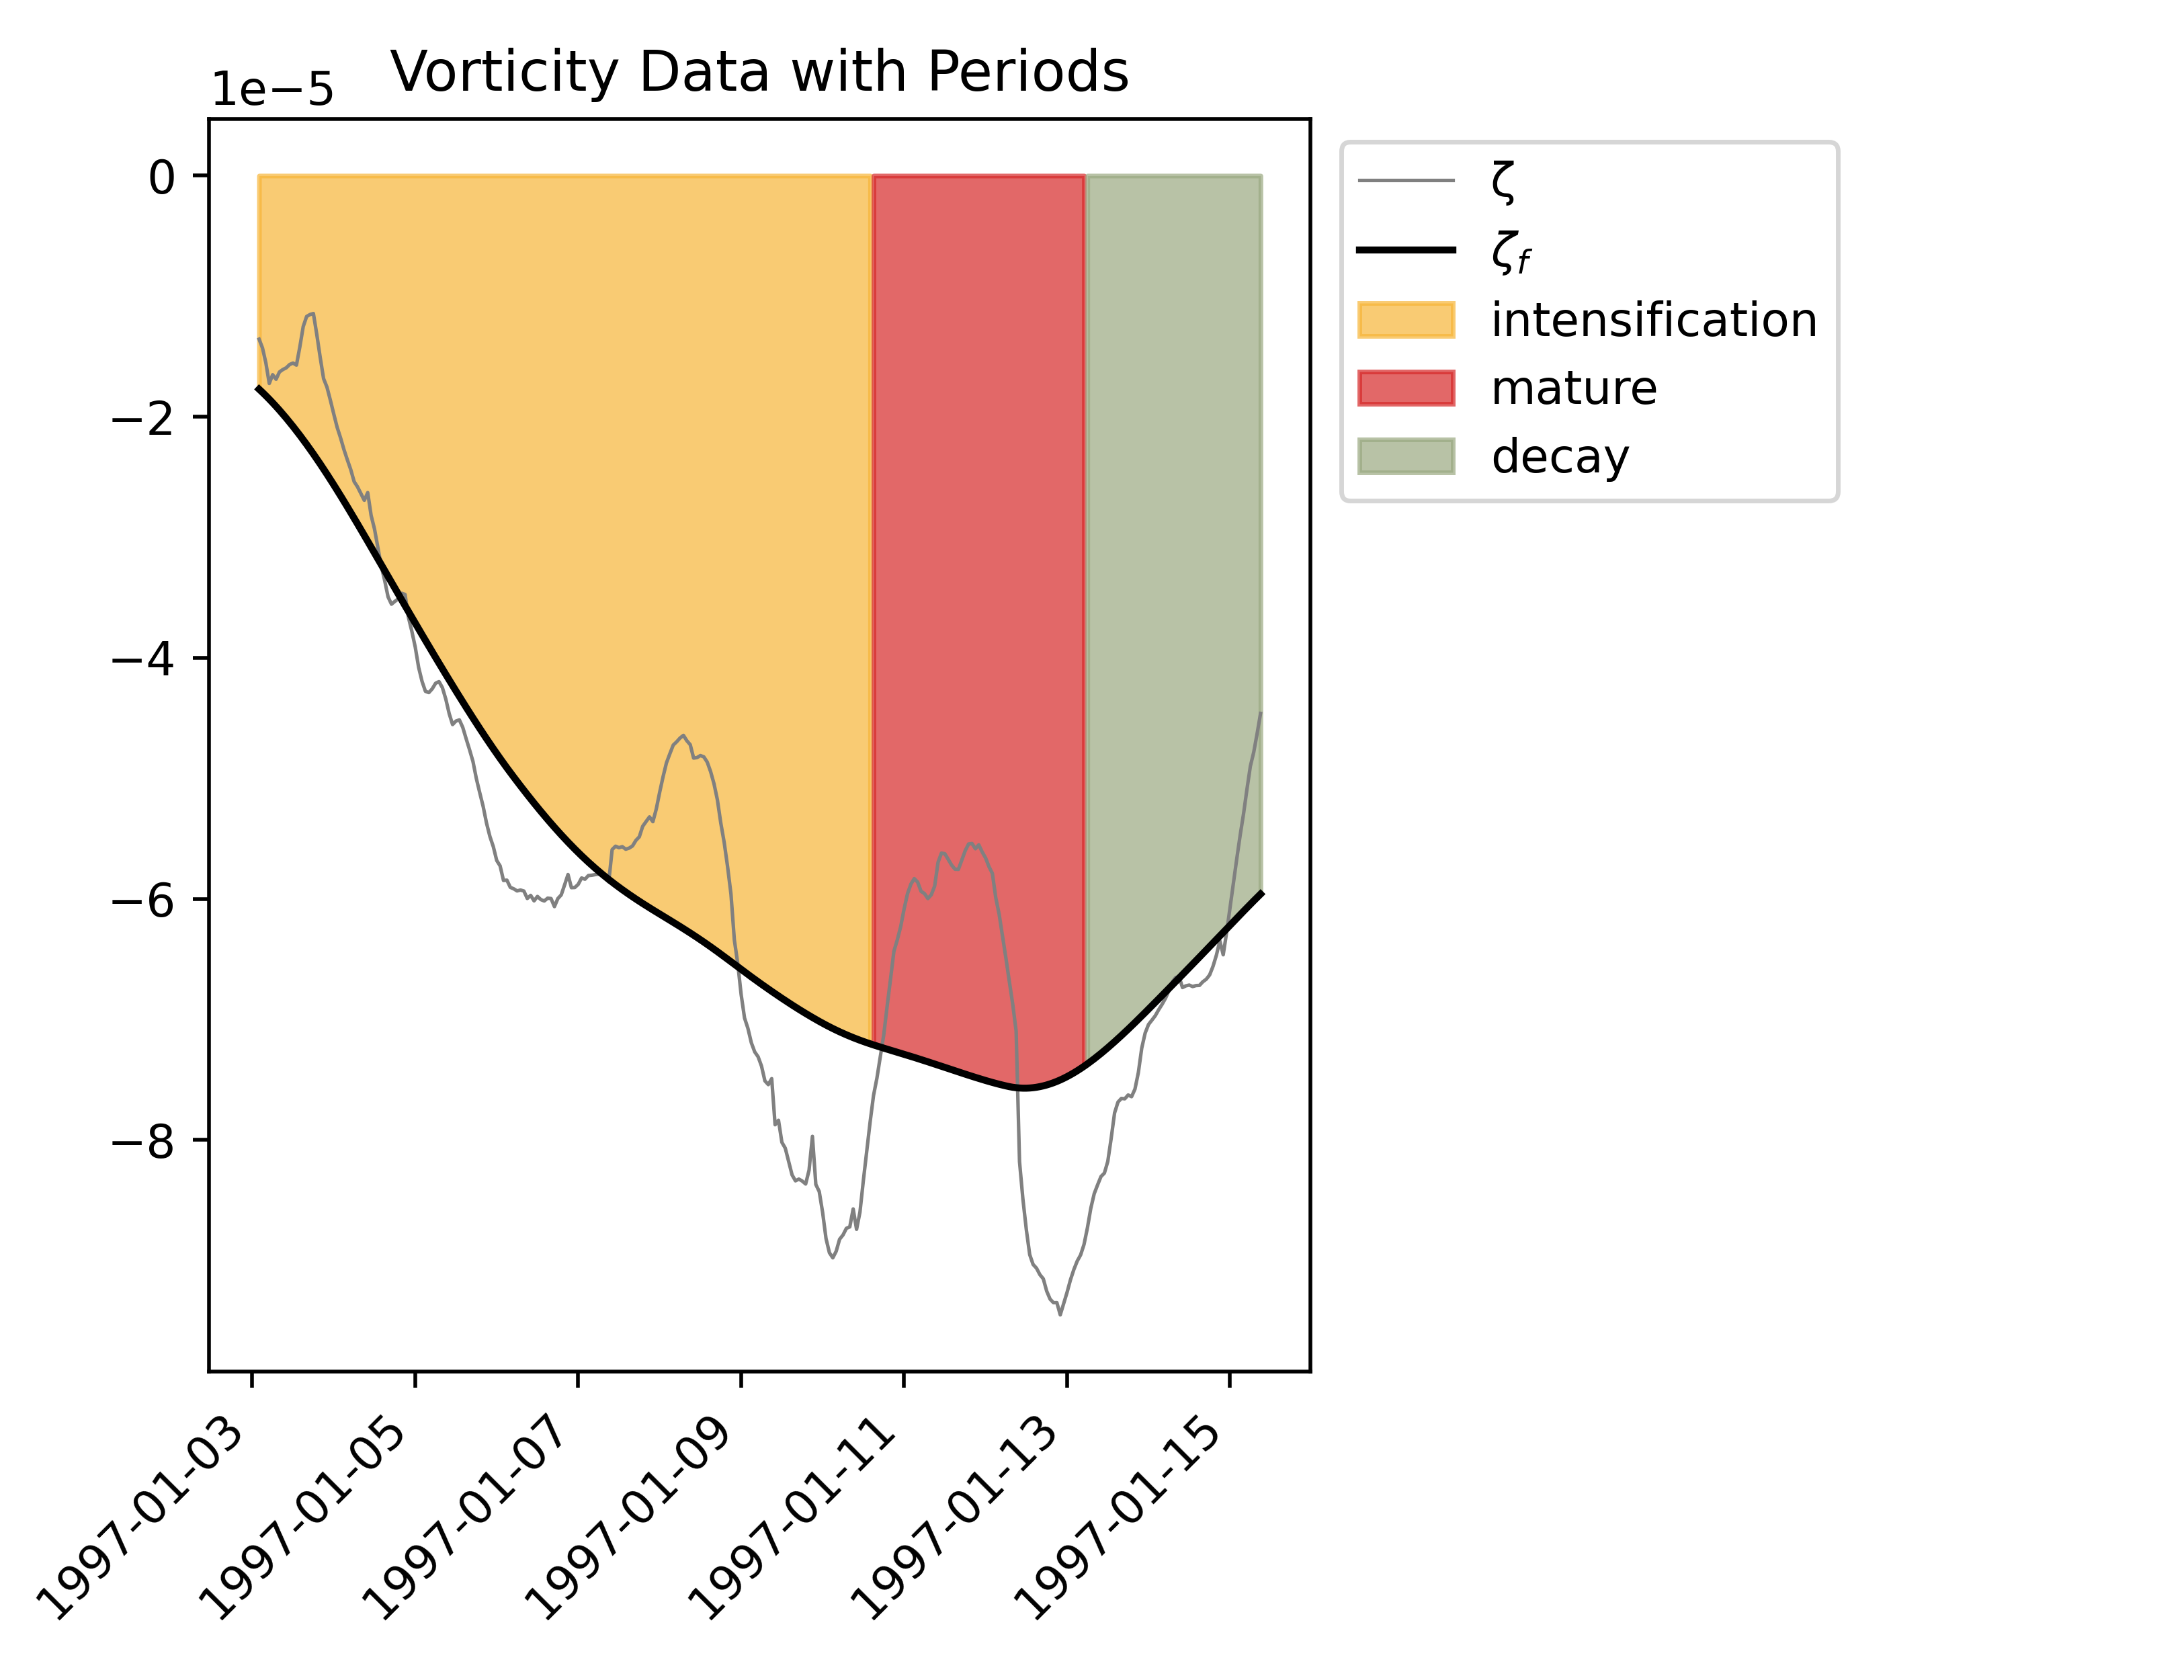 Vorticity Data with Periods
1e−5
0
−2
−4
−6
−8
1997-01-03
1997-01-05
1997-01-07
1997-01-09
1997-01-11
1997-01-13
1997-01-15
ζ
ζf
intensification
mature
decay